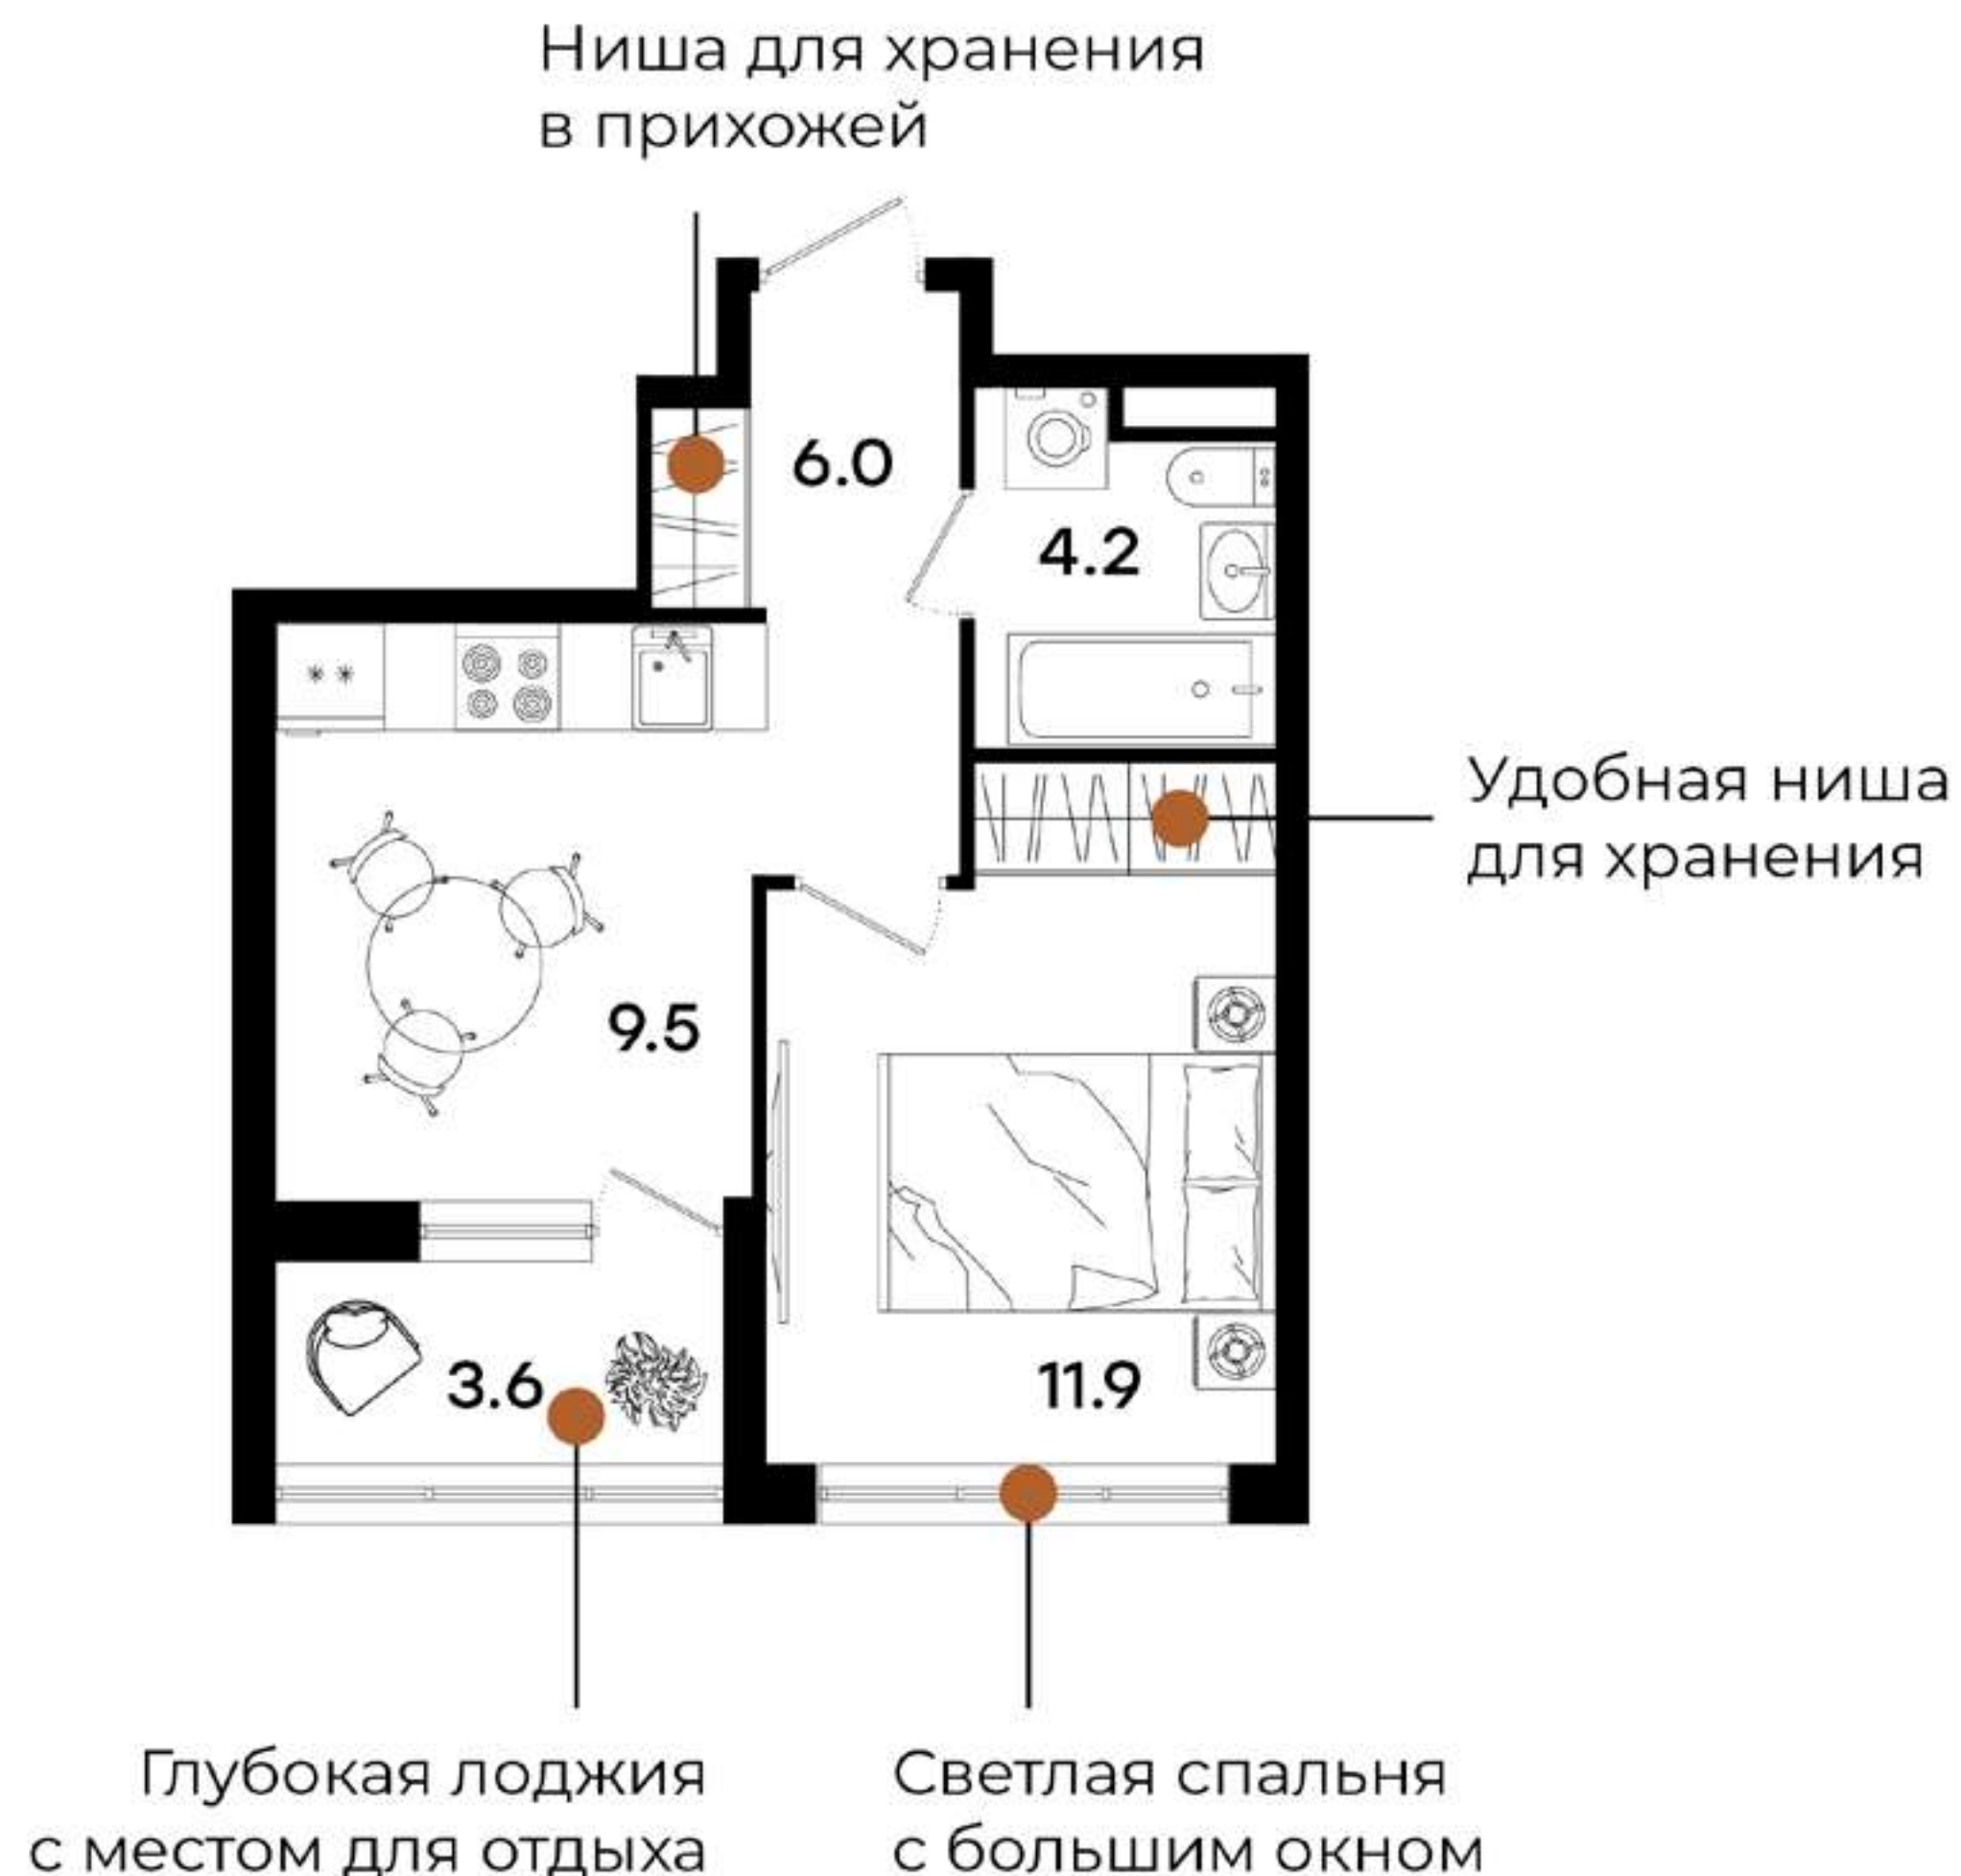 Ниша для хранения
в прихожей
6.0
4.2
Удобная ниша
для хранения
9.5
3.6
11.9
Глубокая лоджия
с местом для отдыха
Светлая спальня
с большим окном